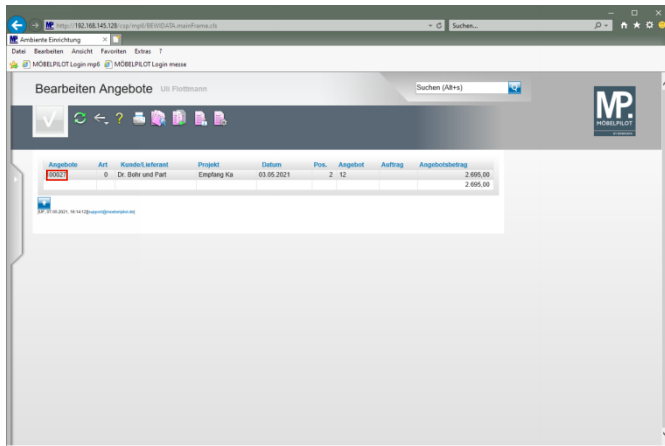 http://192.168.145.128/csp/mp6/BEWIDATA.mainFrame.cls
Suchen...
Ambiente Einrichtung
Datei Bearbeiten Ansicht Favoriten Extras ?
MÖBELPILOT Login mp6 MÖBELPILOT Login messe
Bearbeiten Angebote Uli Flottmann
Suchen (Alt+s)
MP.
MÖBELPILOT
Angebote Art Kunde/Lieferant Projekt Datum Pos. Angebot Auftrag Angebotsbetrag
00027 0 Dr. Bohr und Part Empfang Ka 03.05.2021 2 12 2.695,00
2.695,00